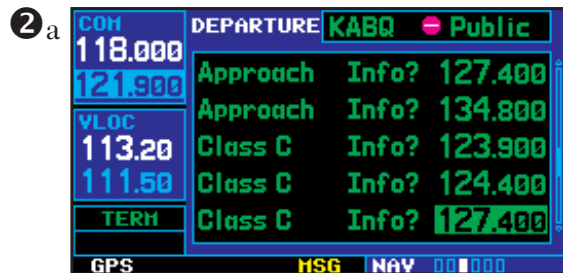 ❷a
COM
118.000
121.900
VLOC
113.20
111.50
TERM
GPS
DEPARTURE KABQ Public
Approach Info? 127.400
Approach Info? 134.800
Class C Info? 123.900
Class C Info? 124.400
Class C Info? 127.400
MSG NAV